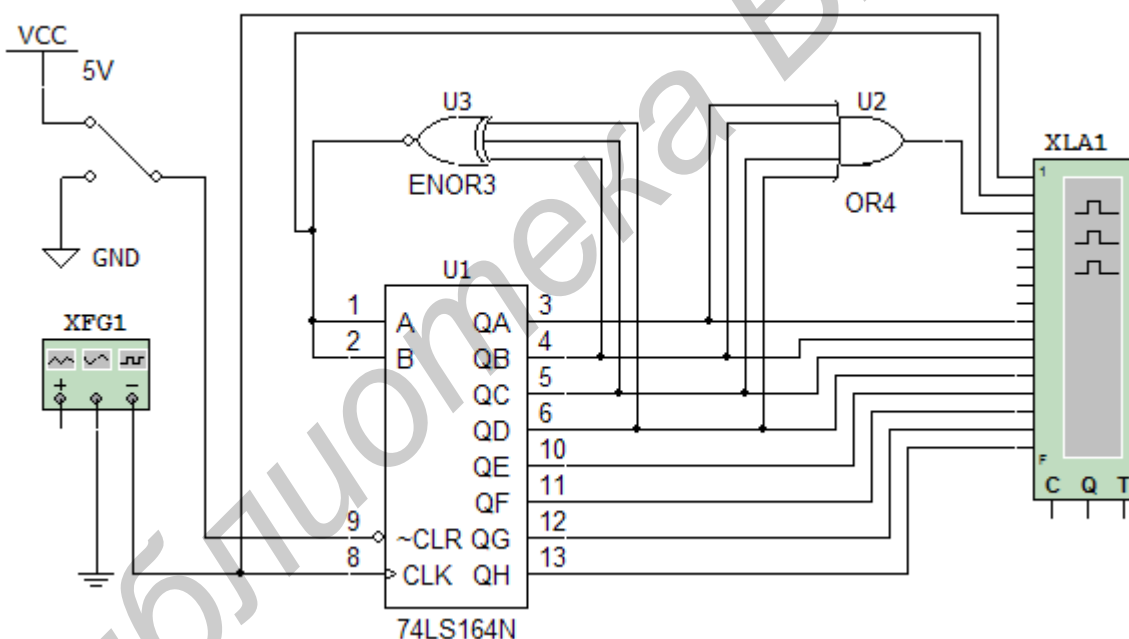 VCC
5V
GND
XFG1
+
−
U3
ENOR3
U2
OR4
XLA1
1
F
C Q T
U1
1 A QA 3
2 B QB 4
QC 5
QD 6
QE 10
QF 11
9 ~CLR QG 12
8 CLK QH 13
74LS164N
блиотека Б